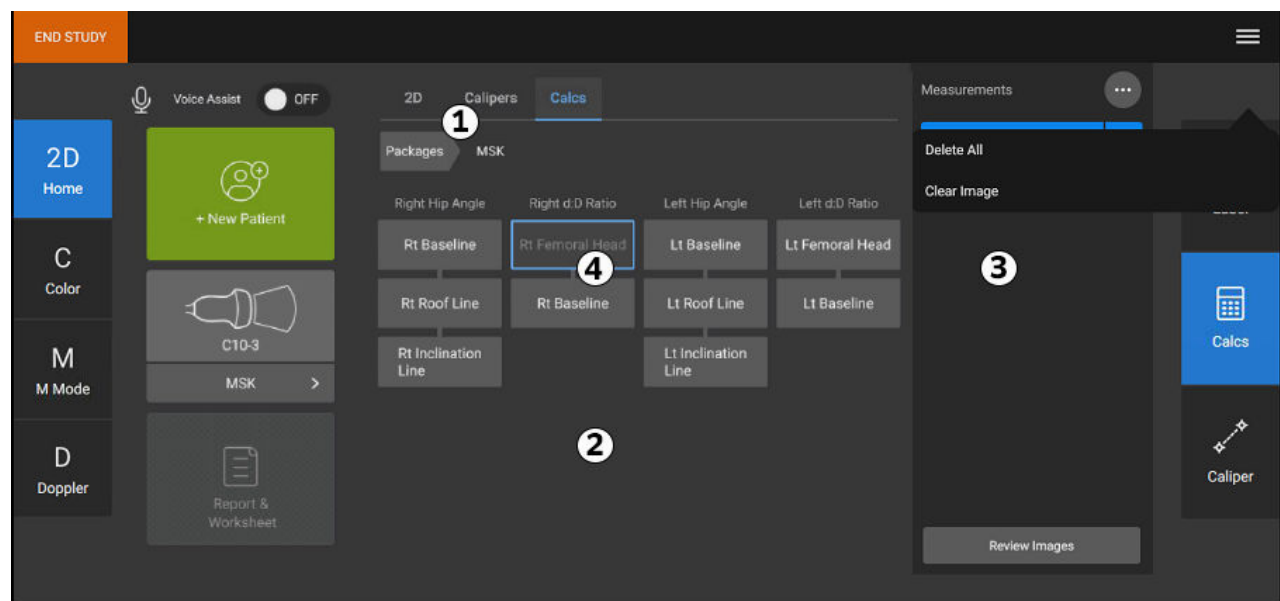 END STUDY
Voice Assist OFF
2D Calipers Calcs
1
Packages MSK
Measurements
...
Delete All
Clear Image
2D
Home
C
Color
M
M Mode
D
Doppler
+ New Patient
C10-3
MSK >
Report &
Worksheet
Right Hip Angle Right d:D Ratio Left Hip Angle Left d:D Ratio
Rt Baseline Rt Femoral Head Lt Baseline Lt Femoral Head
4
Rt Roof Line Rt Baseline Lt Roof Line Lt Baseline
Rt Inclination
Line
Lt Inclination
Line
2
3
Review Images
Calcs
Caliper